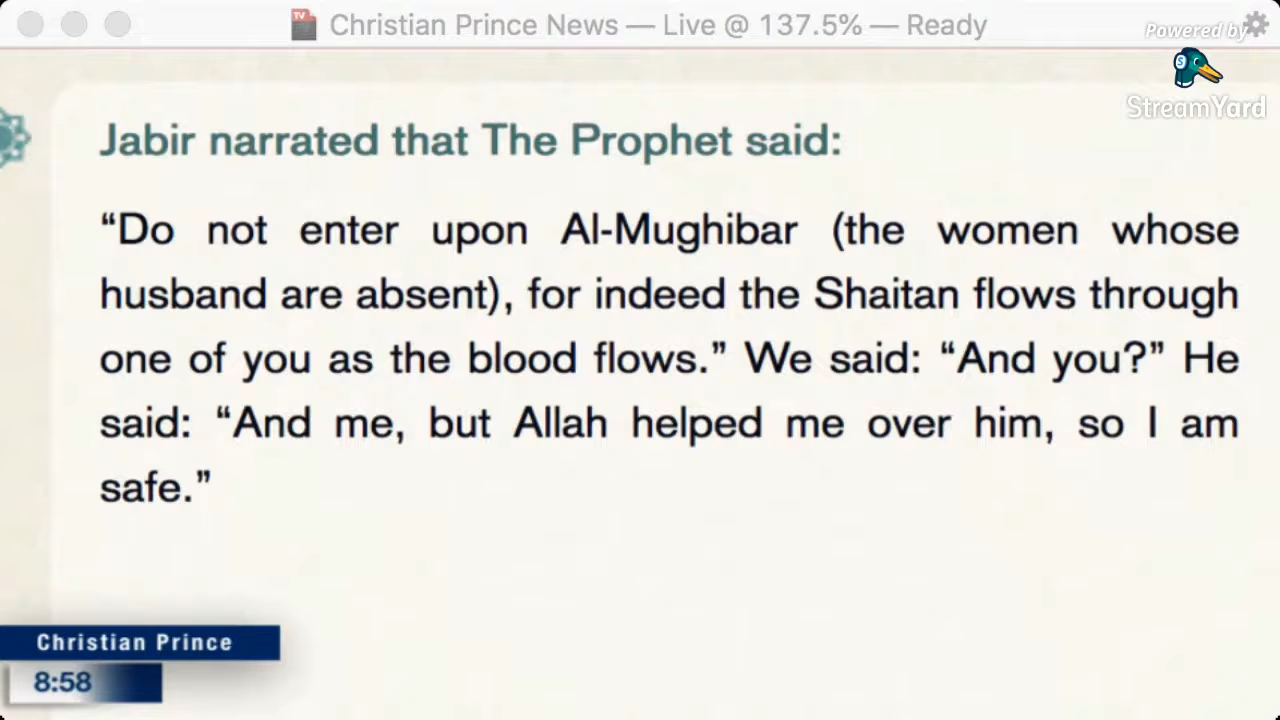 TV Christian Prince News — Live @ 137.5% — Ready
Powered by
S
StreamYard
Jabir narrated that The Prophet said:
“Do not enter upon Al-Mughibar (the women whose
husband are absent), for indeed the Shaitan flows through
one of you as the blood flows.” We said: “And you?” He
said: “And me, but Allah helped me over him, so I am
safe.”
Christian Prince
8:58